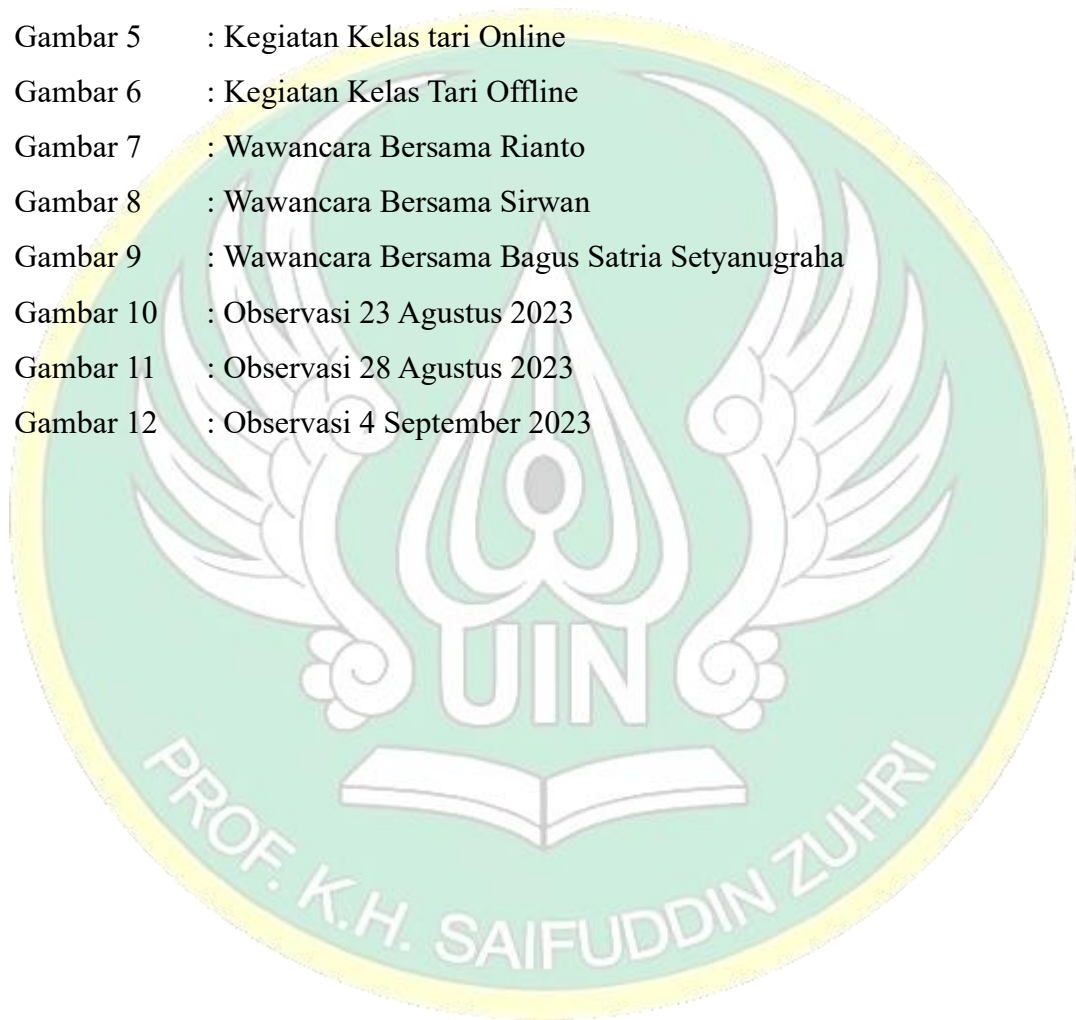 Gambar 5 : Kegiatan Kelas tari Online
Gambar 6 : Kegiatan Kelas Tari Offline
Gambar 7 : Wawancara Bersama Rianto
Gambar 8 : Wawancara Bersama Sirwan
Gambar 9 : Wawancara Bersama Bagus Satria Setyanugraha
Gambar 10 : Observasi 23 Agustus 2023
Gambar 11 : Observasi 28 Agustus 2023
Gambar 12 : Observasi 4 September 2023
UIN
PROF. K.H. SAIFUDDIN ZUHRI